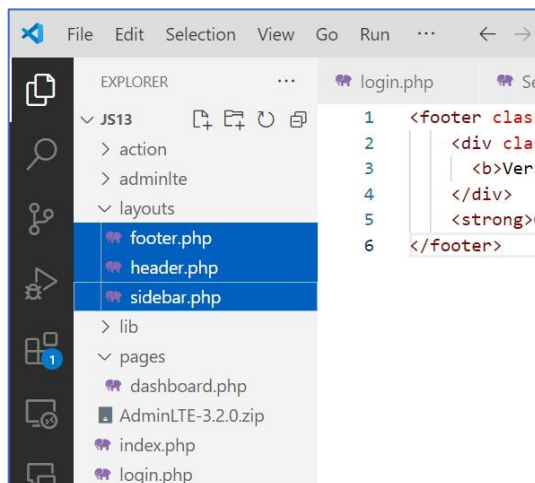 File Edit Selection View Go Run ··· ← →
EXPLORER ···
login.php
JS13
action
adminlte
layouts
footer.php
header.php
sidebar.php
lib
pages
dashboard.php
AdminLTE-3.2.0.zip
index.php
login.php
1
1 <footer
2 <div
3 <b>Ver
4 </div>
5 <strong>
6 </footer>